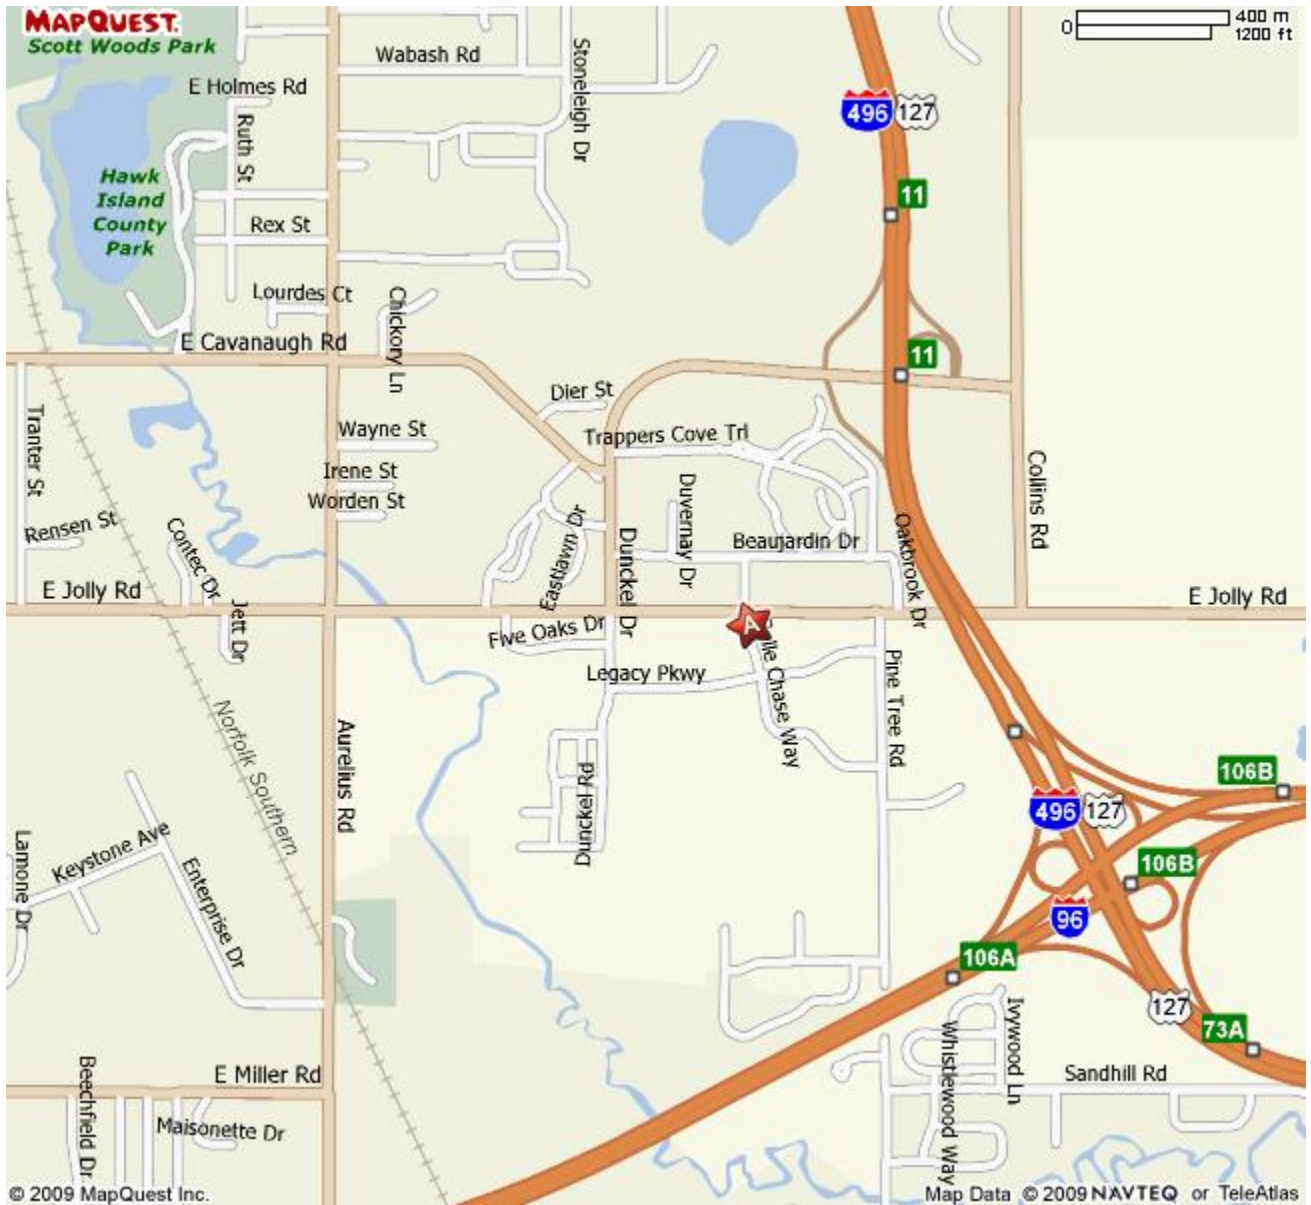 MAPQUEST.
Scott Woods Park
0
400 m
1200 ft
Wabash Rd
Stoneleigh Dr
E Holmes Rd
Ruth St
496
127
Hawk
Island
County
Park
11
Rex St
Lourdes Ct
Chickory Ln
E Cavanaugh Rd
11
Dier St
Tranter St
Wayne St
Trappers Cove Trl
Irene St
Worden St
Duvernay Dr
Collins Rd
Rensen St
Contec Dr
Eastlawn Dr
Dunckel Dr
Beaujardin Dr
Oakbrook Dr
E Jolly Rd
E Jolly Rd
Jett Dr
Five Oaks Dr
A
Chase Way
Legacy Pkwy
Pine Tree Rd
Norfolk Southern
Aurelius Rd
Dunckel Rd
106B
496
127
Lamone Dr
Keystone Ave
Enterprise Dr
106B
96
106A
127
73A
Ivywood Ln
Whistlewood Way
Sandhill Rd
E Miller Rd
Beechfield Dr
Maisonette Dr
© 2009 MapQuest Inc.
Map Data © 2009 NAVTEQ or TeleAtlas